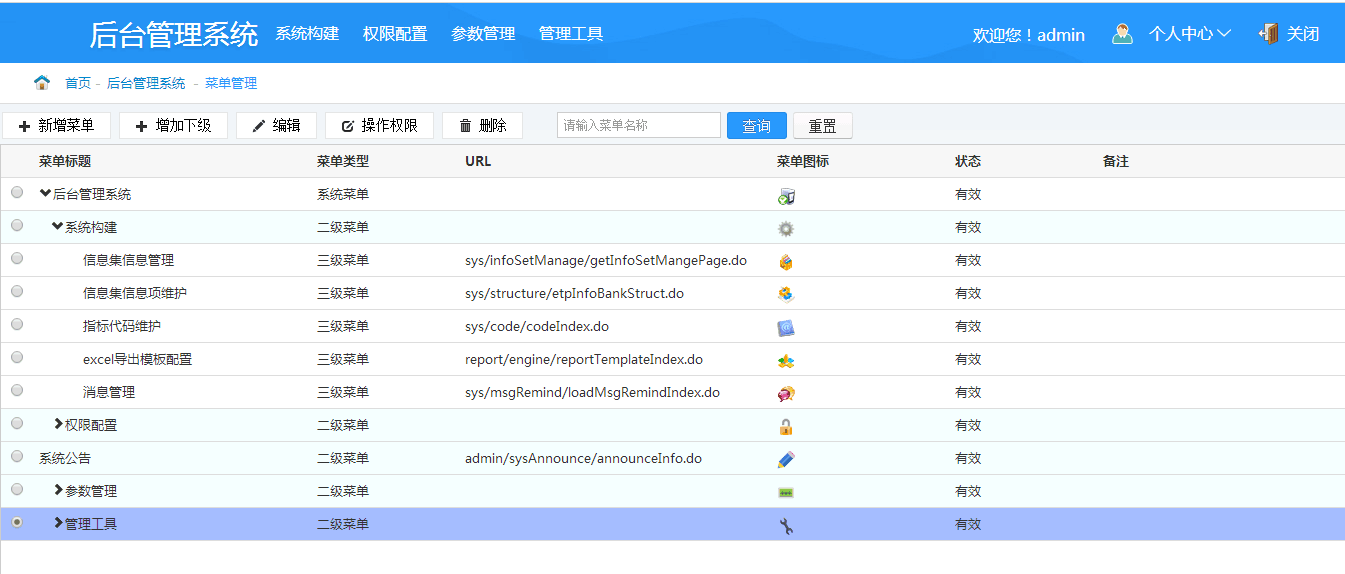 后台管理系统 系统构建 权限配置 参数管理 管理工具 欢迎您！admin 个人中心 关闭
首页 - 后台管理系统 - 菜单管理
新增菜单 增加下级 编辑 操作权限 删除 请输入菜单名称 查询 重置
菜单标题 菜单类型 URL 菜单图标 状态 备注
后台管理系统 系统菜单 有效
系统构建 二级菜单 有效
信息集信息管理 三级菜单 sys/infoSetManage/getInfoSetMangePage.do 有效
信息集信息项维护 三级菜单 sys/structure/etpInfoBankStruct.do 有效
指标代码维护 三级菜单 sys/code/codeIndex.do 有效
excel导出模板配置 三级菜单 report/engine/reportTemplateIndex.do 有效
消息管理 三级菜单 sys/msgRemind/loadMsgRemindIndex.do 有效
权限配置 二级菜单 有效
系统公告 二级菜单 admin/sysAnnounce/announceInfo.do 有效
参数管理 二级菜单 有效
管理工具 二级菜单 有效